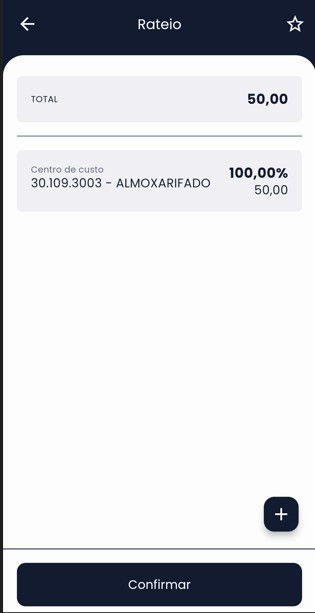 Rateio
TOTAL 50,00
Centro de custo
30.109.3003 - ALMOXARIFADO
100,00%
50,00
+
Confirmar